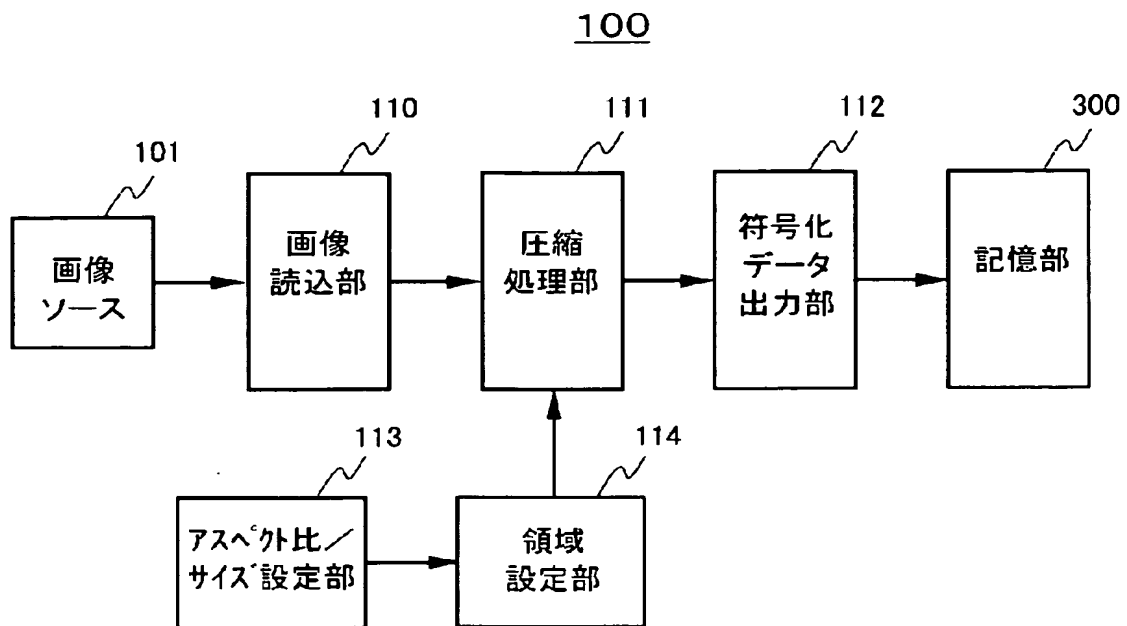 100
101
画像
ソース
110
画像
読込部
111
圧縮
処理部
112
符号化
データ
出力部
300
記憶部
113
アスペクト比／
サイズ設定部
114
領域
設定部